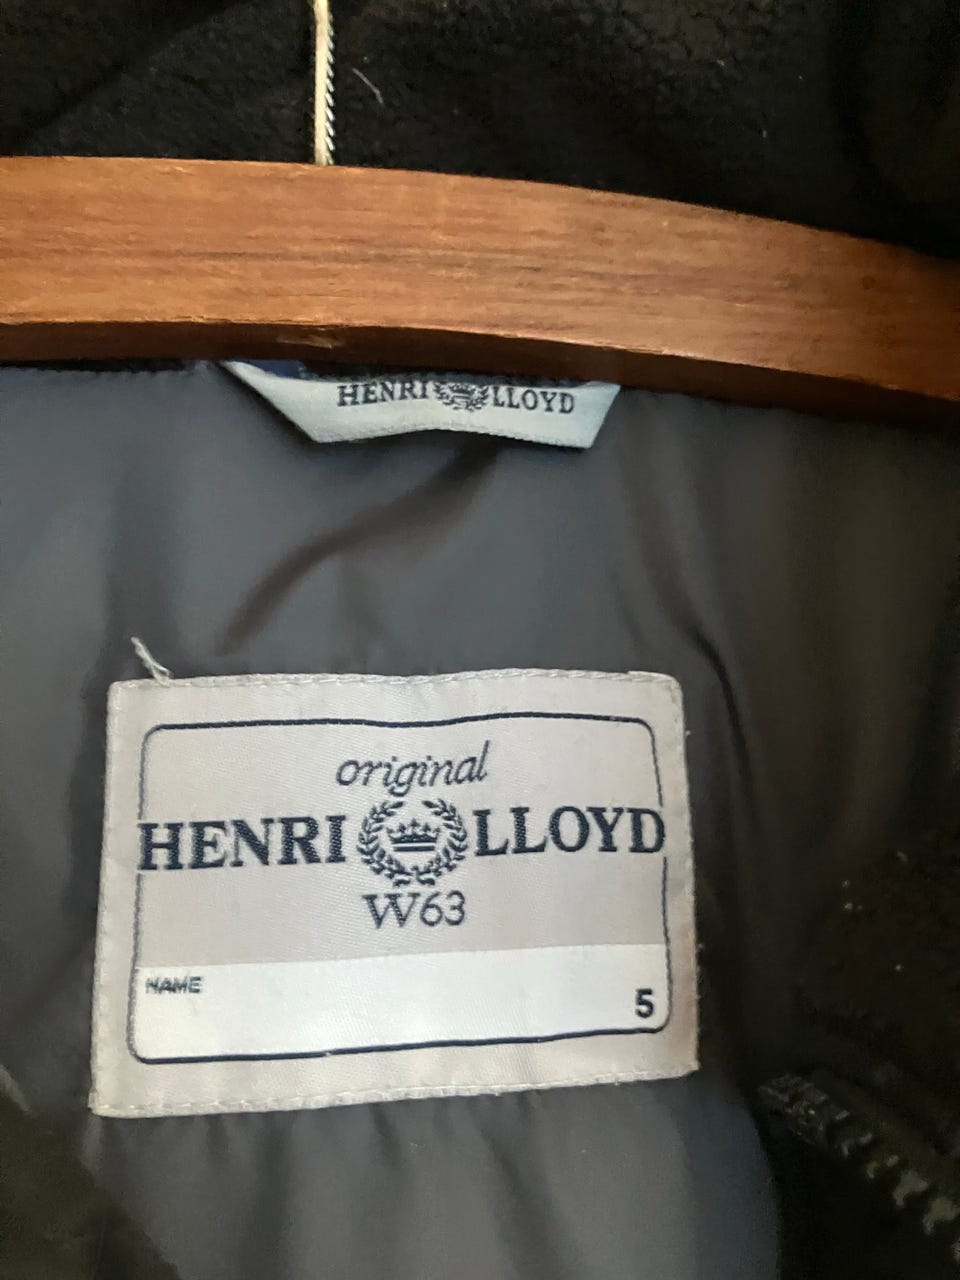 HENRI LLOYD
original
HENRI LLOYD
W63
NAME
5